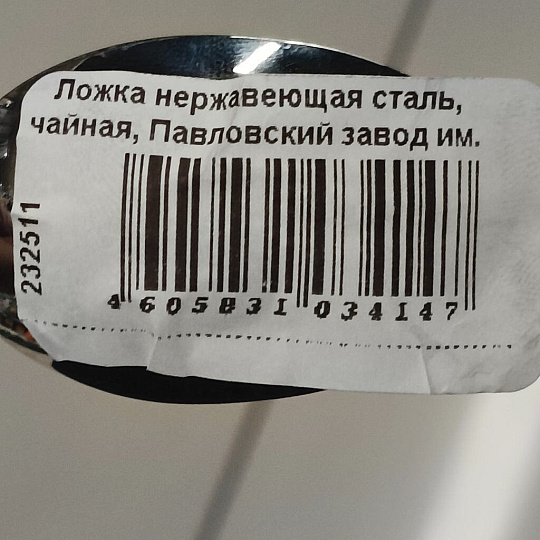 Ложка нержавеющая сталь,
чайная, Павловский завод им.
232511
4 605831 034147